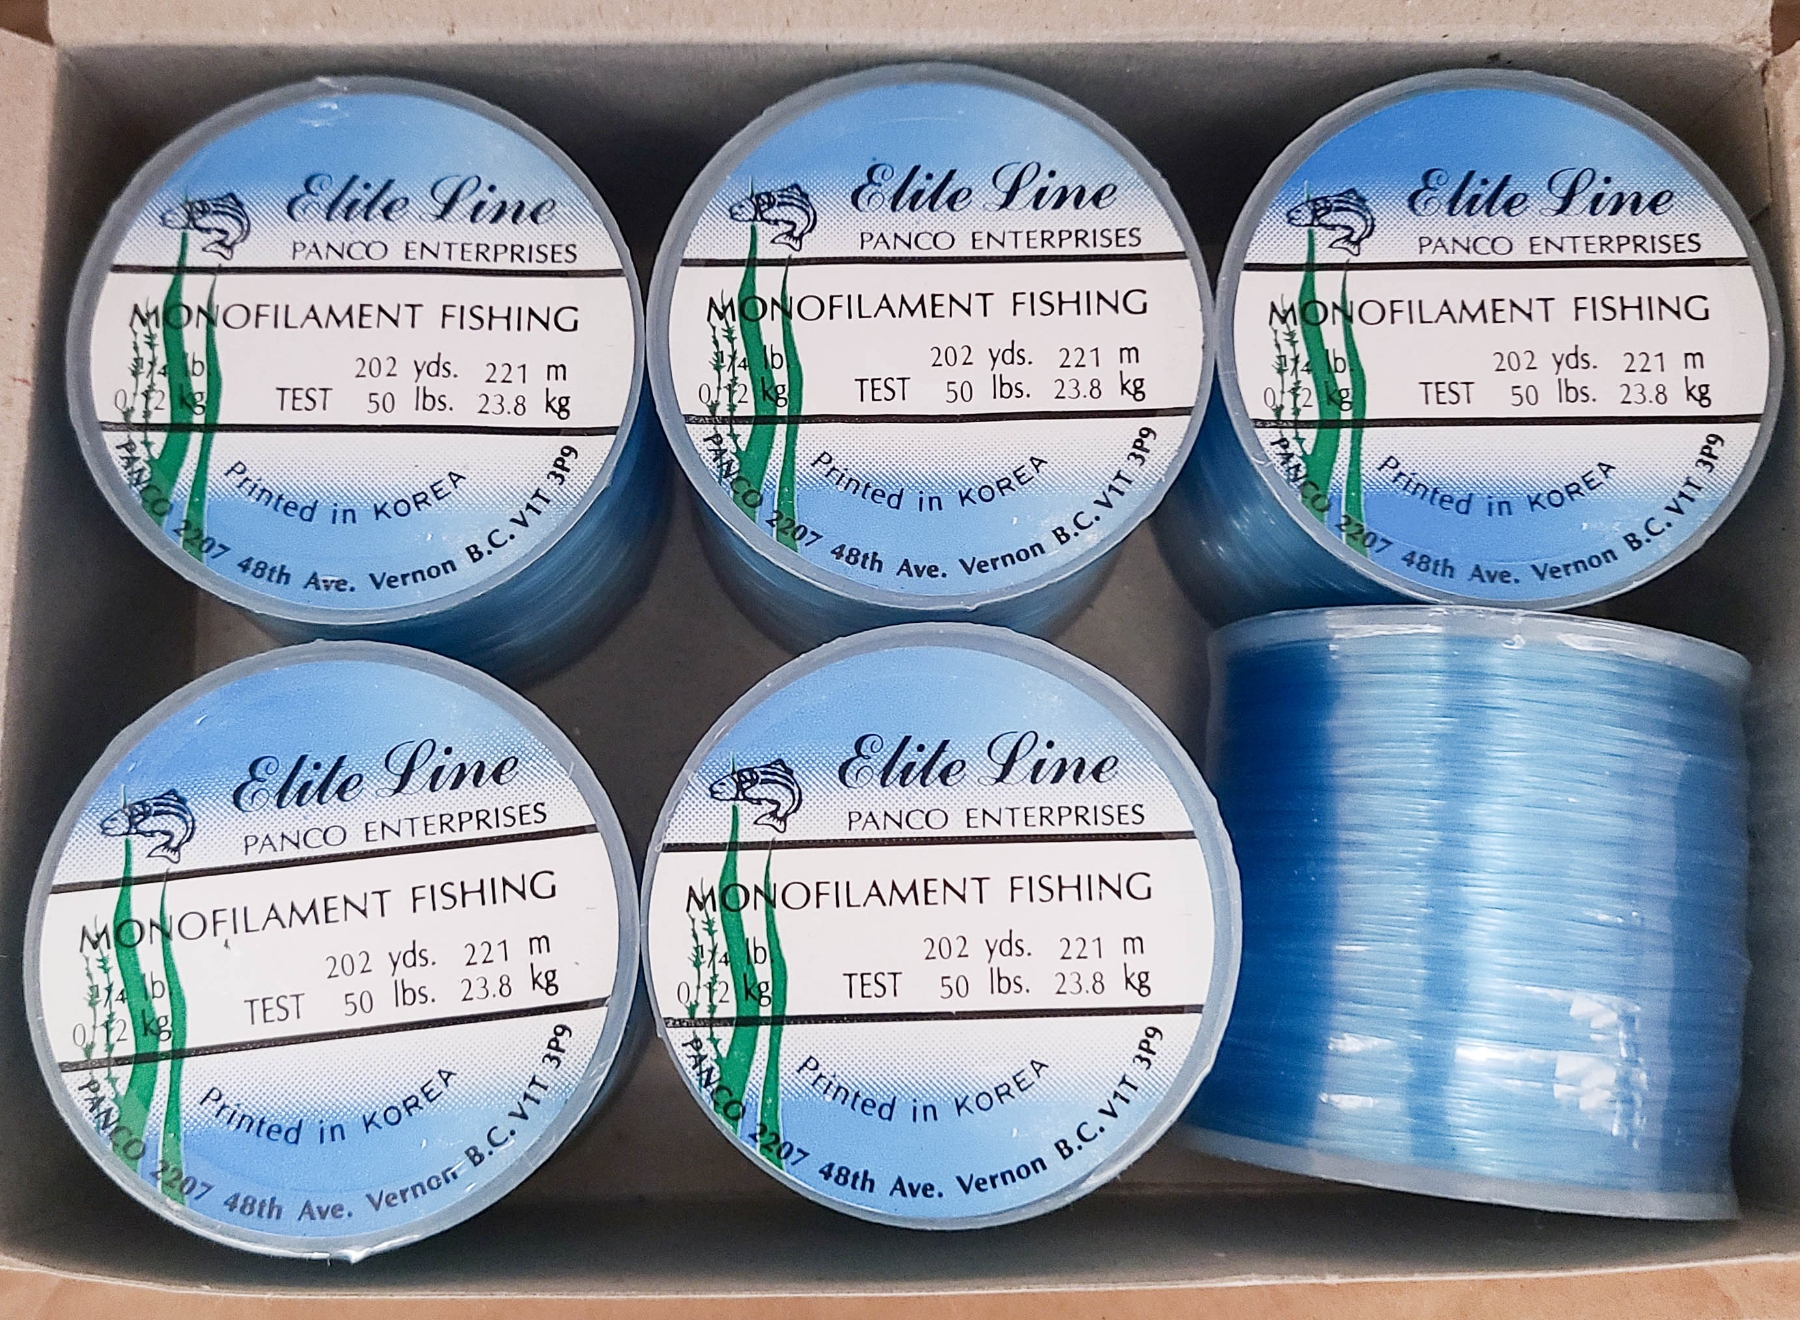 Elite Line
PANCO ENTERPRISES
MONOFILAMENT FISHING
1/4 lb 202 yds. 221 m
0,12 kg TEST 50 lbs. 23.8 kg
Printed in KOREA
PANCO 2207 48th Ave. Vernon B.C. V1T 3P9
Elite Line
PANCO ENTERPRISES
MONOFILAMENT FISHING
1/4 lb 202 yds. 221 m
0,12 kg TEST 50 lbs. 23.8 kg
Printed in KOREA
PANCO 2207 48th Ave. Vernon B.C. V1T 3P9
Elite Line
PANCO ENTERPRISES
MONOFILAMENT FISHING
1/4 lb 202 yds. 221 m
0,12 kg TEST 50 lbs. 23.8 kg
Printed in KOREA
PANCO 2207 48th Ave. Vernon B.C. V1T 3P9
Elite Line
PANCO ENTERPRISES
MONOFILAMENT FISHING
1/4 lb 202 yds. 221 m
0,12 kg TEST 50 lbs. 23.8 kg
Printed in KOREA
PANCO 2207 48th Ave. Vernon B.C. V1T 3P9
Elite Line
PANCO ENTERPRISES
MONOFILAMENT FISHING
1/4 lb 202 yds. 221 m
0,12 kg TEST 50 lbs. 23.8 kg
Printed in KOREA
PANCO 2207 48th Ave. Vernon B.C. V1T 3P9